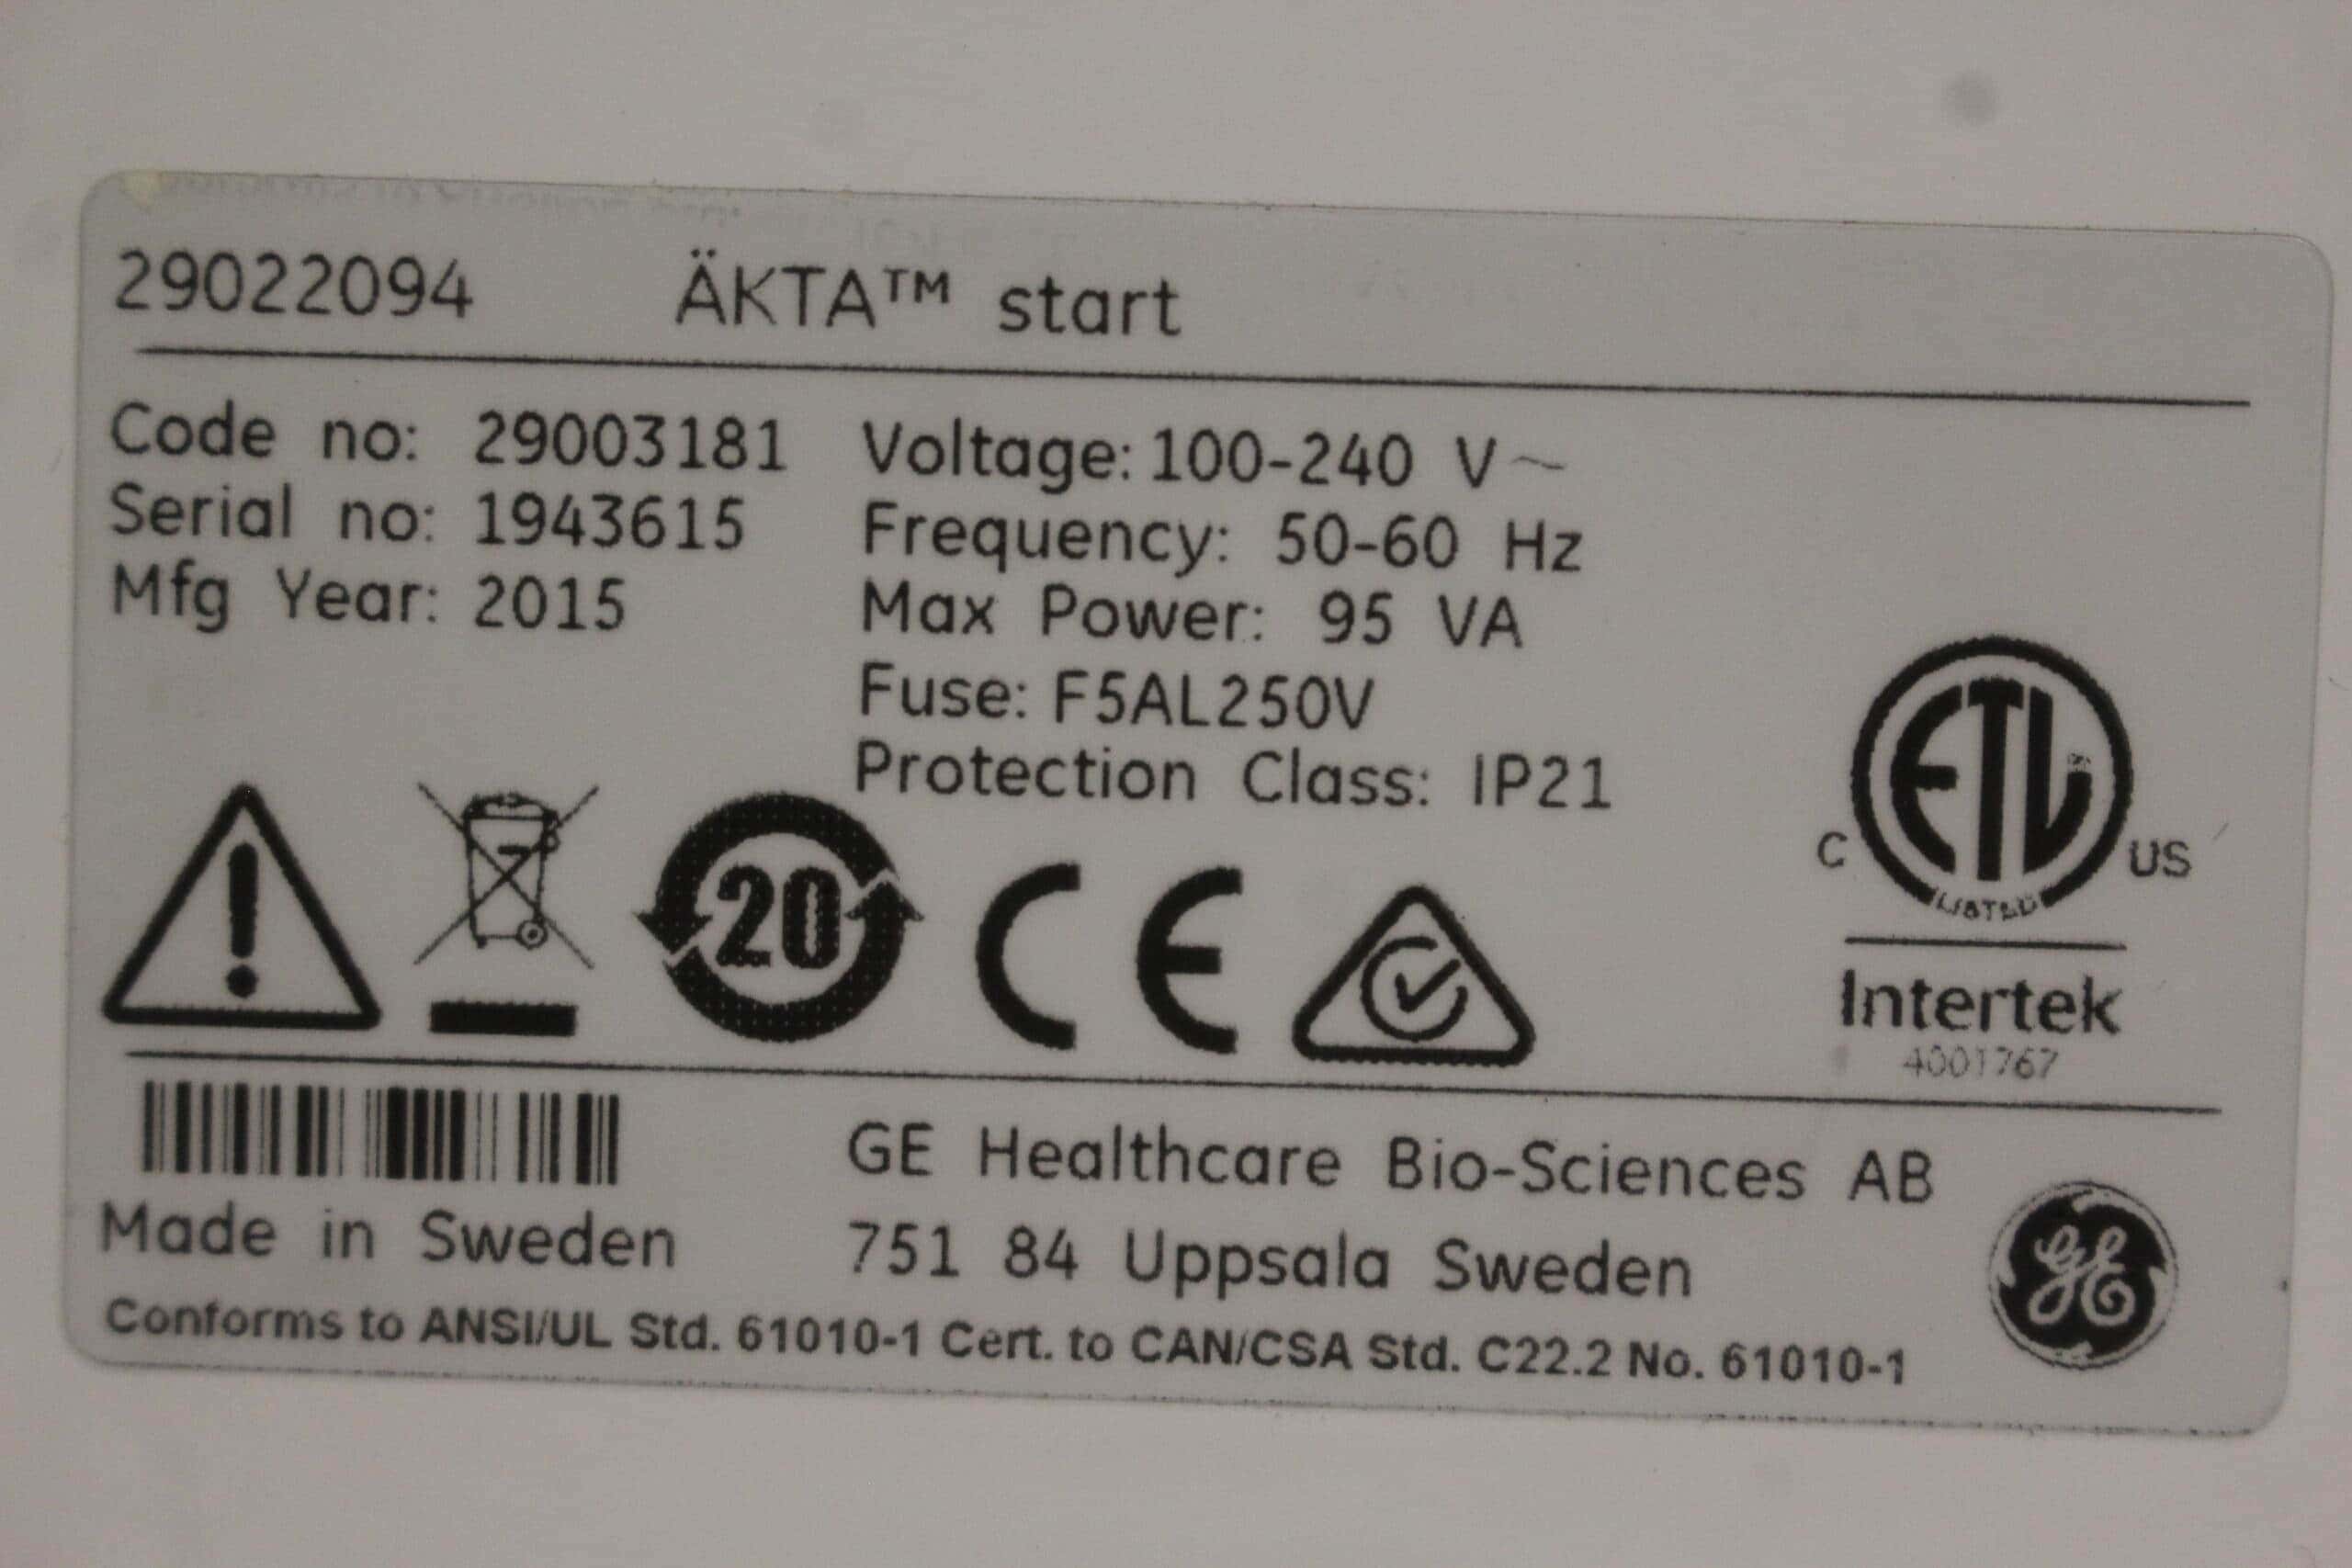 29022094 ÄKTA™ start
Code no: 29003181
Serial no: 1943615
Mfg Year: 2015
Voltage: 100-240 V~
Frequency: 50-60 Hz
Max Power: 95 VA
Fuse: F5AL250V
Protection Class: IP21
20
CE
ETL
C US
LISTED
Intertek
4001767
Made in Sweden
GE Healthcare Bio-Sciences AB
751 84 Uppsala Sweden
GE
Conforms to ANSI/UL Std. 61010-1 Cert. to CAN/CSA Std. C22.2 No. 61010-1